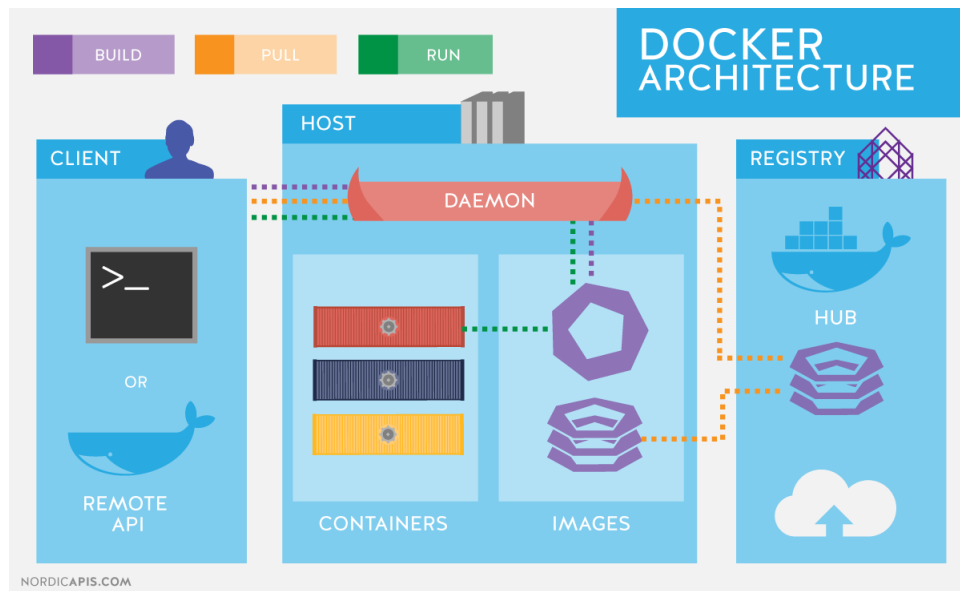 BUILD
PULL
RUN
DOCKER
ARCHITECTURE
HOST
CLIENT
REGISTRY
DAEMON
>_
HUB
OR
REMOTE
API
CONTAINERS
IMAGES
NORDICAPIS.COM